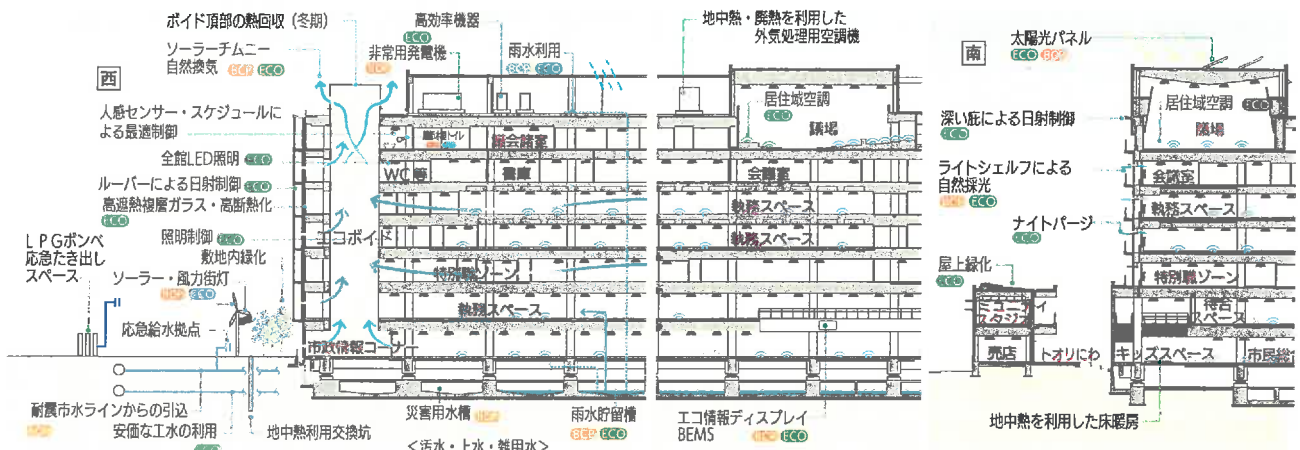 ボイド頂部の熱回収（冬期）
高効率機器
ECO
地中熱・廃熱を利用した
外気処理用空調機
太陽光パネル
ECO BCP
西
ソーラーチムニー
自然換気 BCP ECO
非常用発電機
BCP
雨水利用
BCP ECO
南
人感センサー・スケジュールに
よる最適制御
居住域空調
ECO
議場
居住域空調 ECO
議場
深い庇による日射制御
ECO
議会諸室
全館LED照明 ECO
WC等
書庫
会議室
会議室
ルーバーによる日射制御 ECO
ライトシェルフによる
自然採光
BCP ECO
高遮熱複層ガラス・高断熱化
ECO
執務スペース
執務スペース
照明制御 ECO
エコボイド
執務スペース
ナイトパージ
ECO
LPGボンベ
応急たき出し
スペース
敷地内緑化
ソーラー・風力街灯
BCP ECO
特別職ゾーン
特別職ゾーン
屋上緑化
ECO
応急給水拠点
執務スペース
待合
スペース
市政情報コーナー
売店
トオリにわ
キッズスペース
市民総
耐震市水ラインからの引込
BCP
安価な工水の利用
地中熱利用交換坑
災害用水槽 BCP
＜汚水・上水・雑用水＞
雨水貯留槽
BCP ECO
エコ情報ディスプレイ
BEMS
BCP ECO
地中熱を利用した床暖房